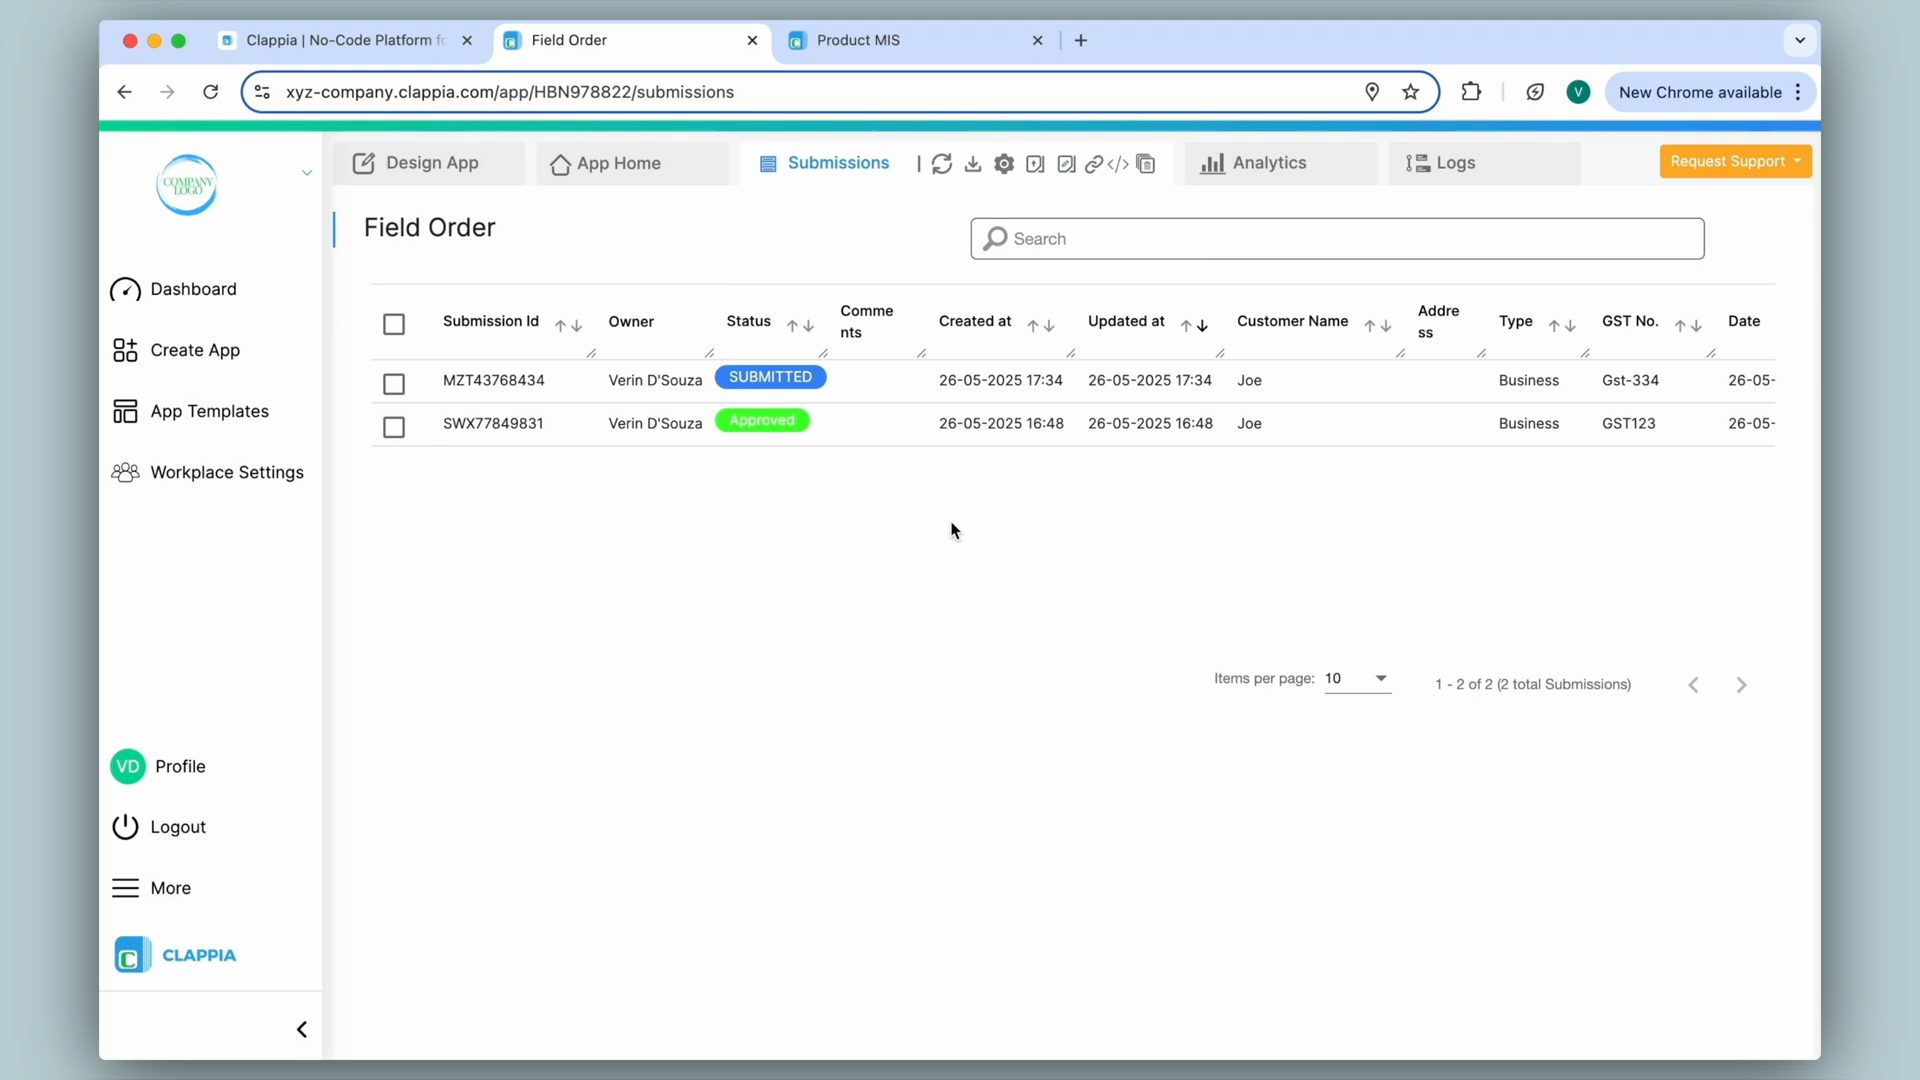 Clappia | No-Code Platform fo
Field Order
Product MIS
xyz-company.clappia.com/app/HBN978822/submissions
V
New Chrome available
COMPANY
LOGO
Design App
App Home
Submissions
Analytics
Logs
Request Support
Field Order
Search
Dashboard
Create App
App Templates
Workplace Settings
Submission Id
Owner
Status
Comme
nts
Created at
Updated at
Customer Name
Addre
ss
Type
GST No.
Date
MZT43768434 Verin D'Souza SUBMITTED 26-05-2025 17:34 26-05-2025 17:34 Joe Business Gst-334 26-05-
SWX77849831 Verin D'Souza Approved 26-05-2025 16:48 26-05-2025 16:48 Joe Business GST123 26-05-
Items per page: 10
1 - 2 of 2 (2 total Submissions)
VD Profile
Logout
More
C CLAPPIA